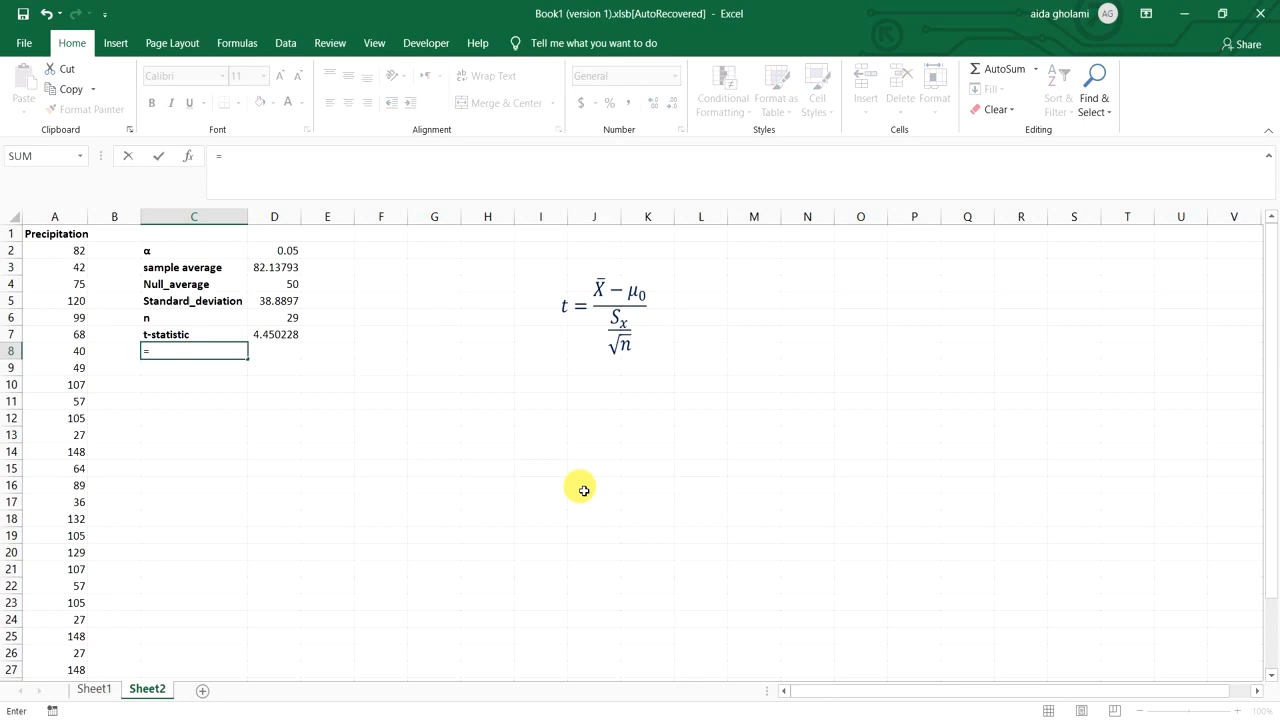 Book1 (version 1).xlsb[AutoRecovered] - Excel
aida gholami AG
File Home Insert Page Layout Formulas Data Review View Developer Help Tell me what you want to do Share
Paste Cut Copy Format Painter Clipboard
Calibri 11 A A B I U A Font
Wrap Text Merge & Center Alignment
General $ % , Number
Conditional Formatting Format as Table Cell Styles Styles
Insert Delete Format Cells
AutoSum Fill Clear Sort & Filter Find & Select Editing
SUM fx =
A B C D E F G H I J K L M N O P Q R S T U V
1 Precipitation
2 82 α 0.05
3 42 sample average 82.13793
4 75 Null_average 50
5 120 Standard_deviation 38.8897
6 99 n 29
7 68 t-statistic 4.450228
8 40 =
9 49
10 107
11 57
12 105
13 27
14 148
15 64
16 89
17 36
18 132
19 105
20 129
21 107
22 57
23 105
24 27
25 148
26 27
27 148
t = X̄ − μ₀
Sₓ
√n
Sheet1 Sheet2
Enter 100%